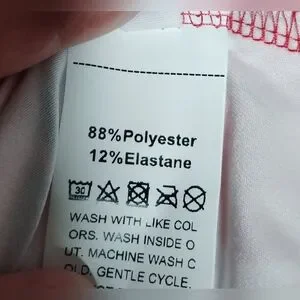 88%Polyester
12%Elastane
30
WASH WITH LIKE COL
ORS. WASH INSIDE O
UT. MACHINE WASH C
OLD. GENTLE CYCLE.